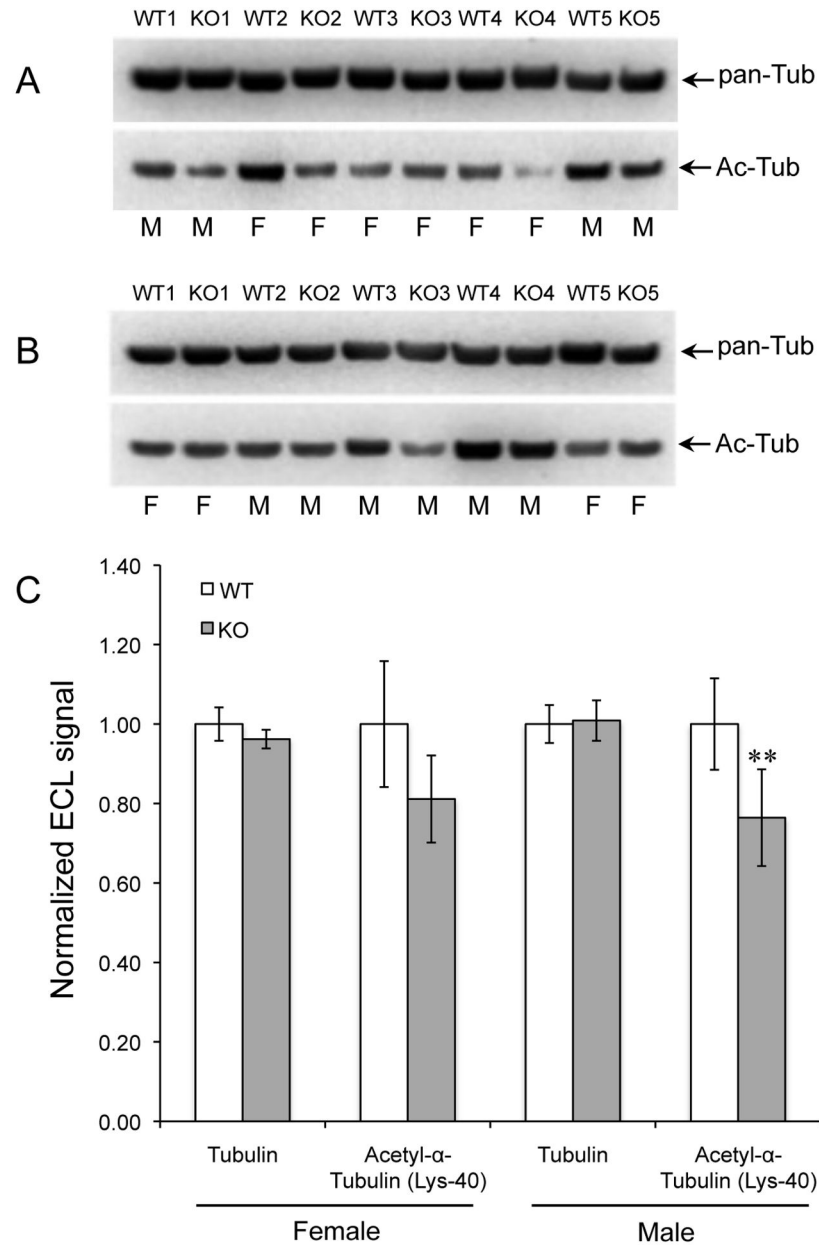 WT1 KO1 WT2 KO2 WT3 KO3 WT4 KO4 WT5 KO5
A
pan-Tub
Ac-Tub
M M F F F F F F M M
WT1 KO1 WT2 KO2 WT3 KO3 WT4 KO4 WT5 KO5
B
pan-Tub
Ac-Tub
F F M M M M M M F F
C
Normalized ECL signal
1.40
1.20
1.00
0.80
0.60
0.40
0.20
0.00
WT
KO
**
Tubulin Acetyl-α- Tubulin Acetyl-α-
Tubulin (Lys-40) Tubulin (Lys-40)
Female Male